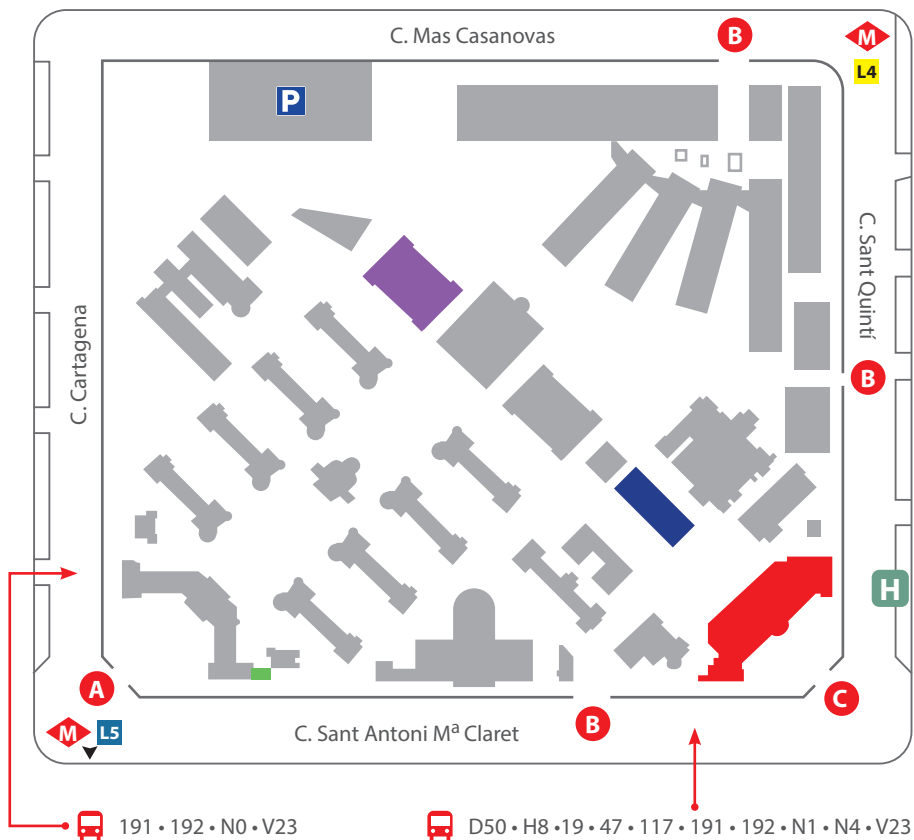 C. Mas Casanovas
B
M
L4
P
C. Cartagena
C. Sant Quintí
B
H
A
C
M
L5
C. Sant Antoni Mª Claret
B
191 • 192 • N0 • V23
D50 • H8 •19 • 47 • 117 • 191 • 192 • N1 • N4 • V23